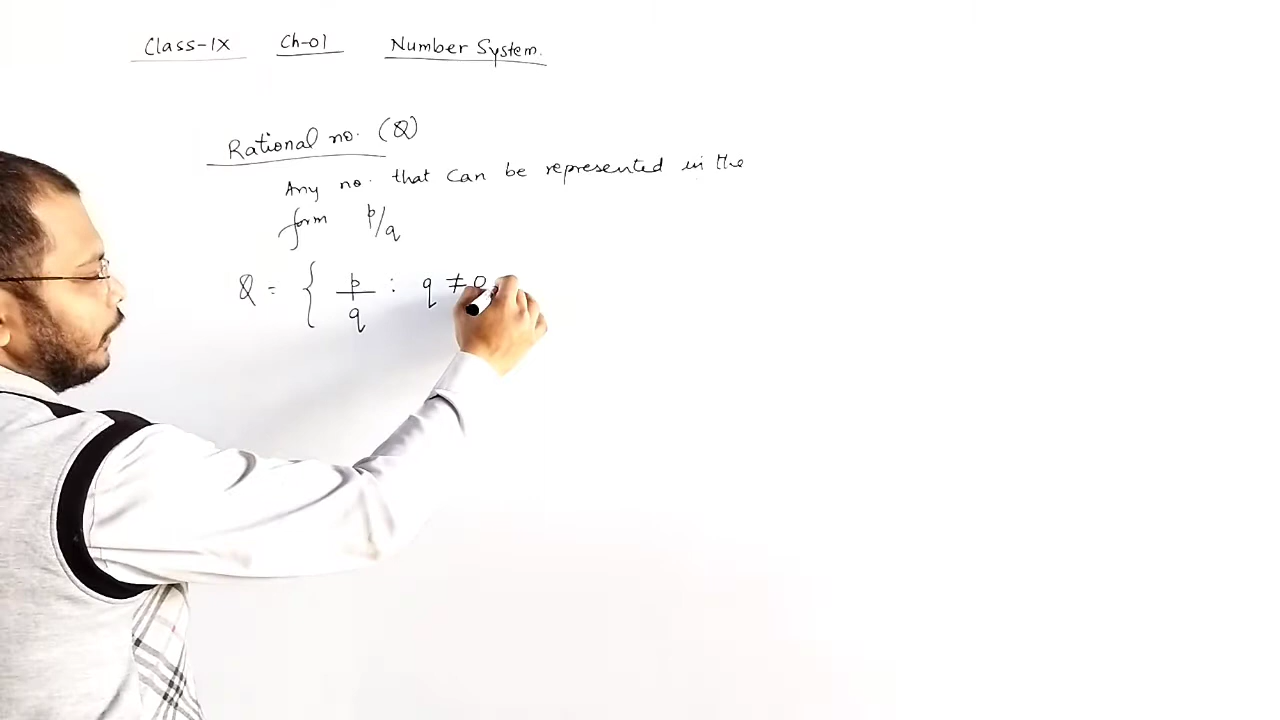 Class-IX Ch-01 Number System.
Rational no. (Q)
Any no. that can be represented in the
form p/q
Q = { p/q : q ≠ 0